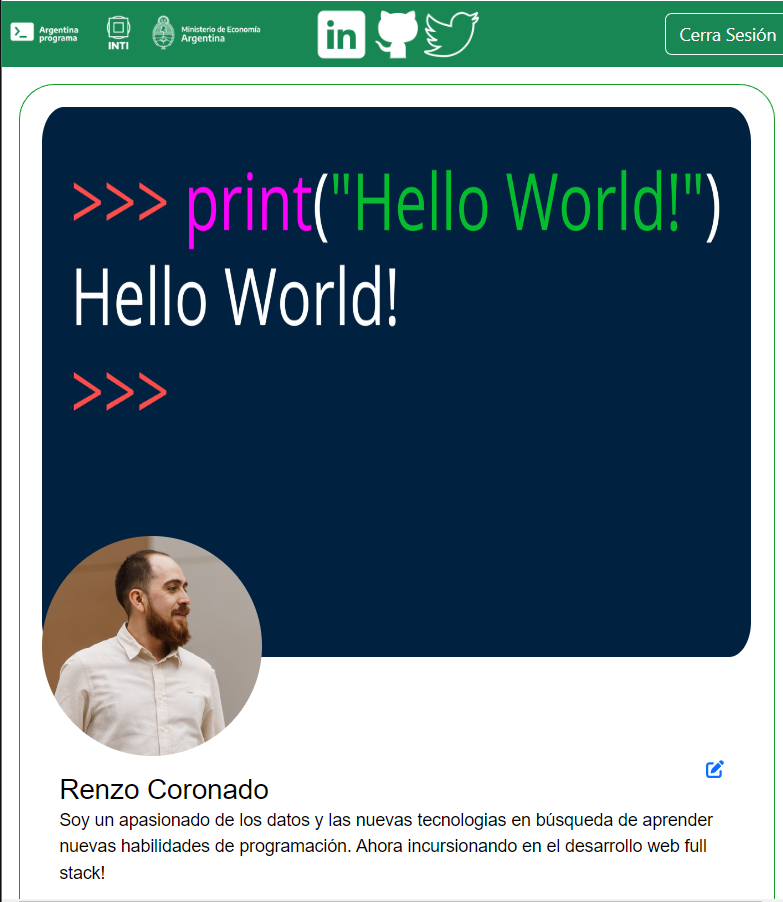 Argentina
programa
INTI
Ministerio de Economía
Argentina
in
Cerra Sesión
>>> print("Hello World!")
Hello World!
>>>
Renzo Coronado
Soy un apasionado de los datos y las nuevas tecnologias en búsqueda de aprender
nuevas habilidades de programación. Ahora incursionando en el desarrollo web full
stack!